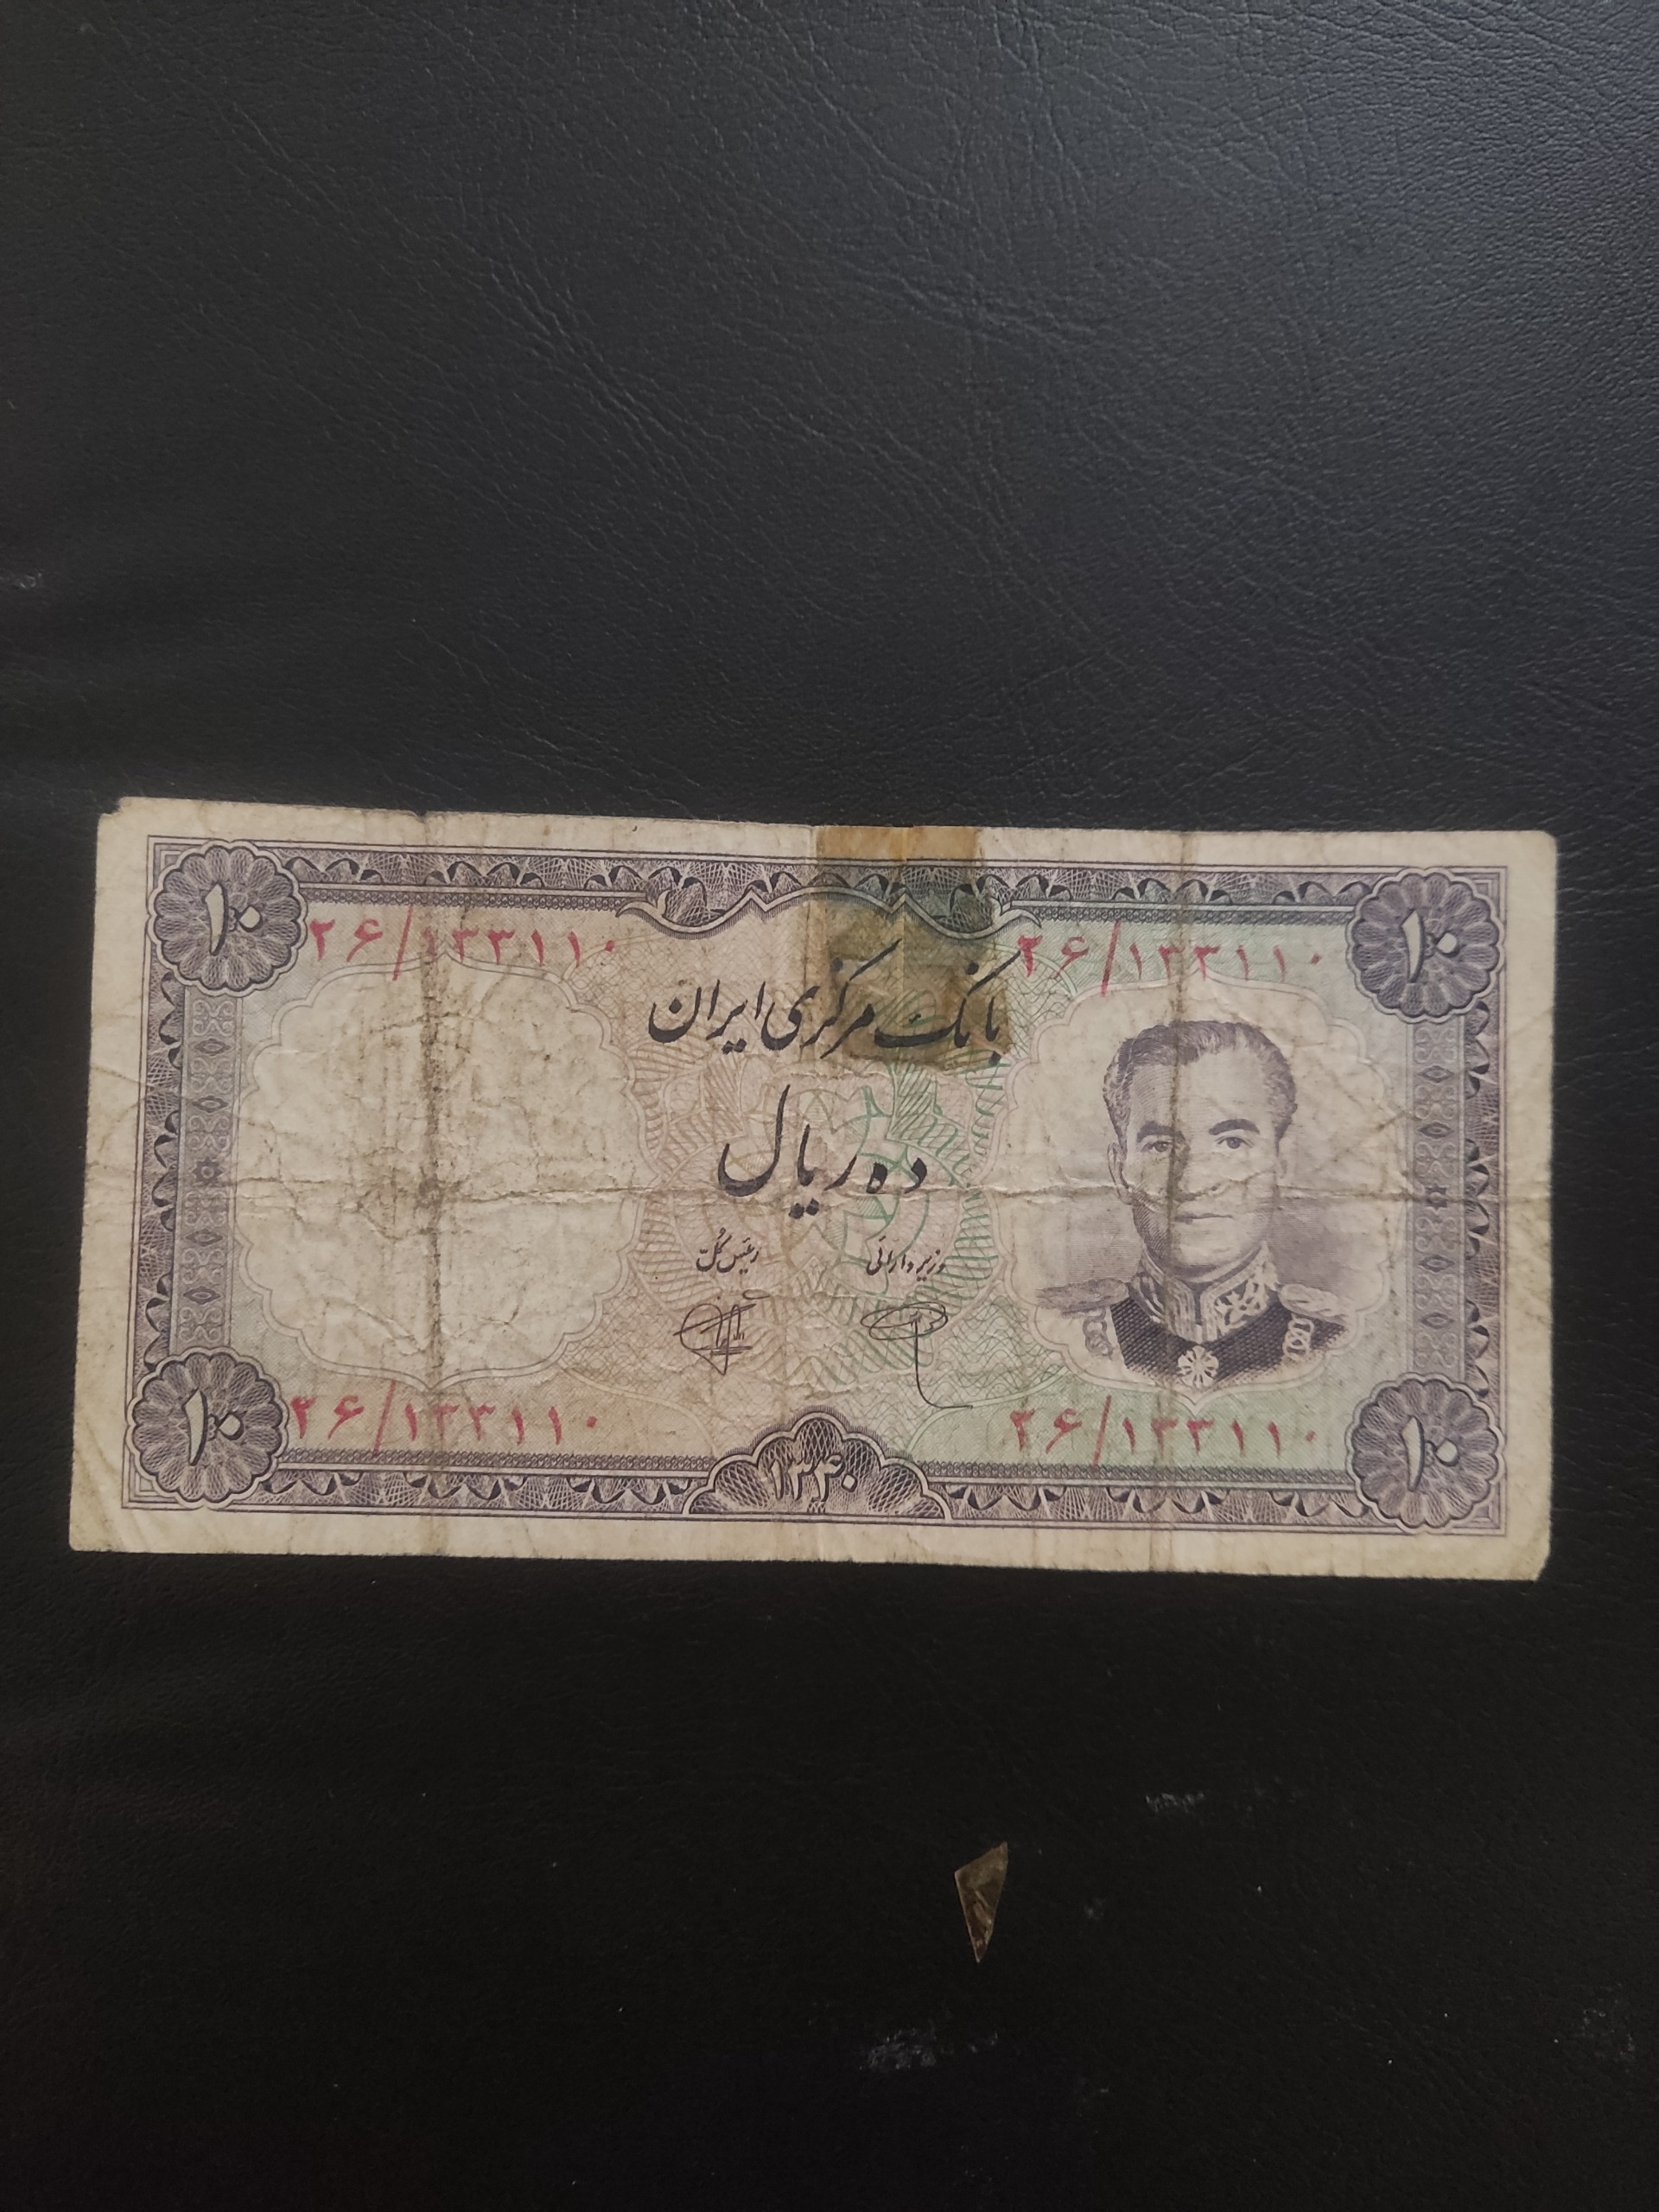 ۱۰ ۱۰
۲۶/۱۳۳۱۱۰ ۲۶/۱۳۳۱۱۰
بانک مرکزی ایران
ده ریال
وزیر دارائی رئیس کل
۲۶/۱۳۳۱۱۰ ۲۶/۱۳۳۱۱۰
۱۰ ۱۳۴۰ ۱۰